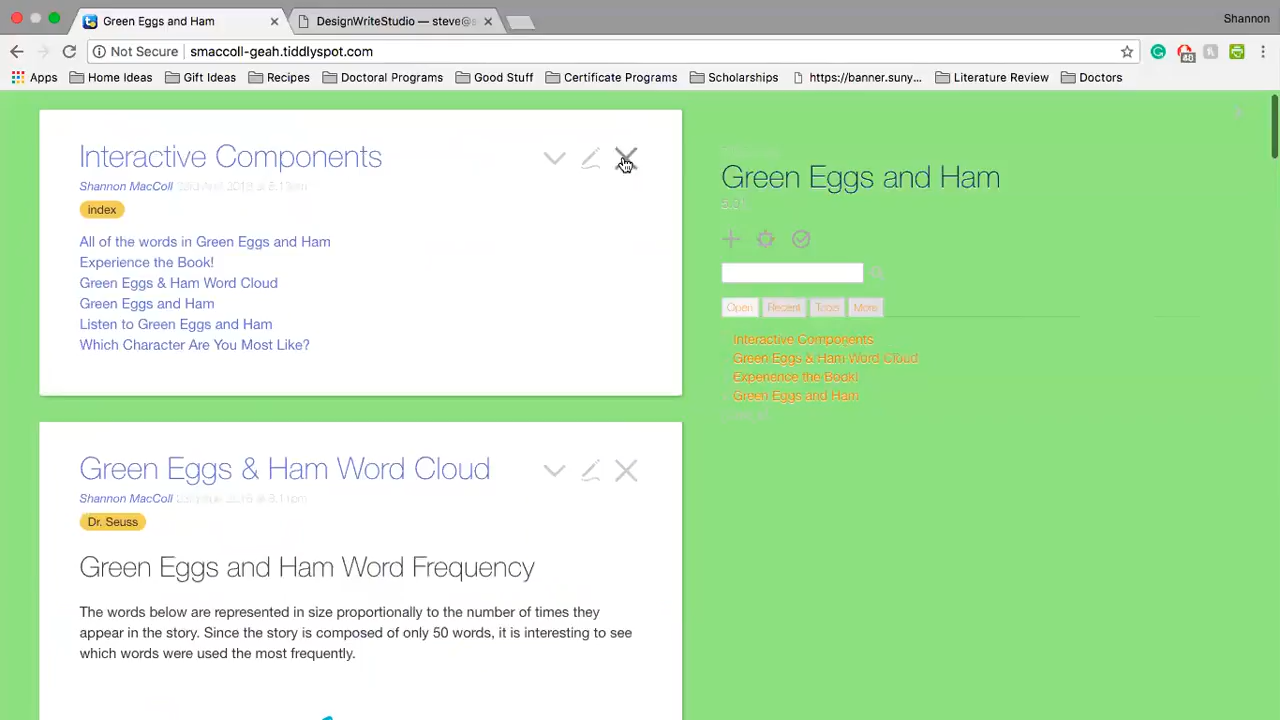 Green Eggs and Ham
DesignWriteStudio — steve@s
Shannon
Not Secure
smaccoll-geah.tiddlyspot.com
Apps
Home Ideas
Gift Ideas
Recipes
Doctoral Programs
Good Stuff
Certificate Programs
Scholarships
https://banner.suny...
Literature Review
Doctors
Interactive Components
Shannon MacColl
index
All of the words in Green Eggs and Ham
Experience the Book!
Green Eggs & Ham Word Cloud
Green Eggs and Ham
Listen to Green Eggs and Ham
Which Character Are You Most Like?
Green Eggs & Ham Word Cloud
Shannon MacColl
Dr. Seuss
Green Eggs and Ham Word Frequency
The words below are represented in size proportionally to the number of times they
appear in the story. Since the story is composed of only 50 words, it is interesting to see
which words were used the most frequently.
Green Eggs and Ham
Open
Recent
Tools
More
Interactive Components
Green Eggs & Ham Word Cloud
Experience the Book!
Green Eggs and Ham